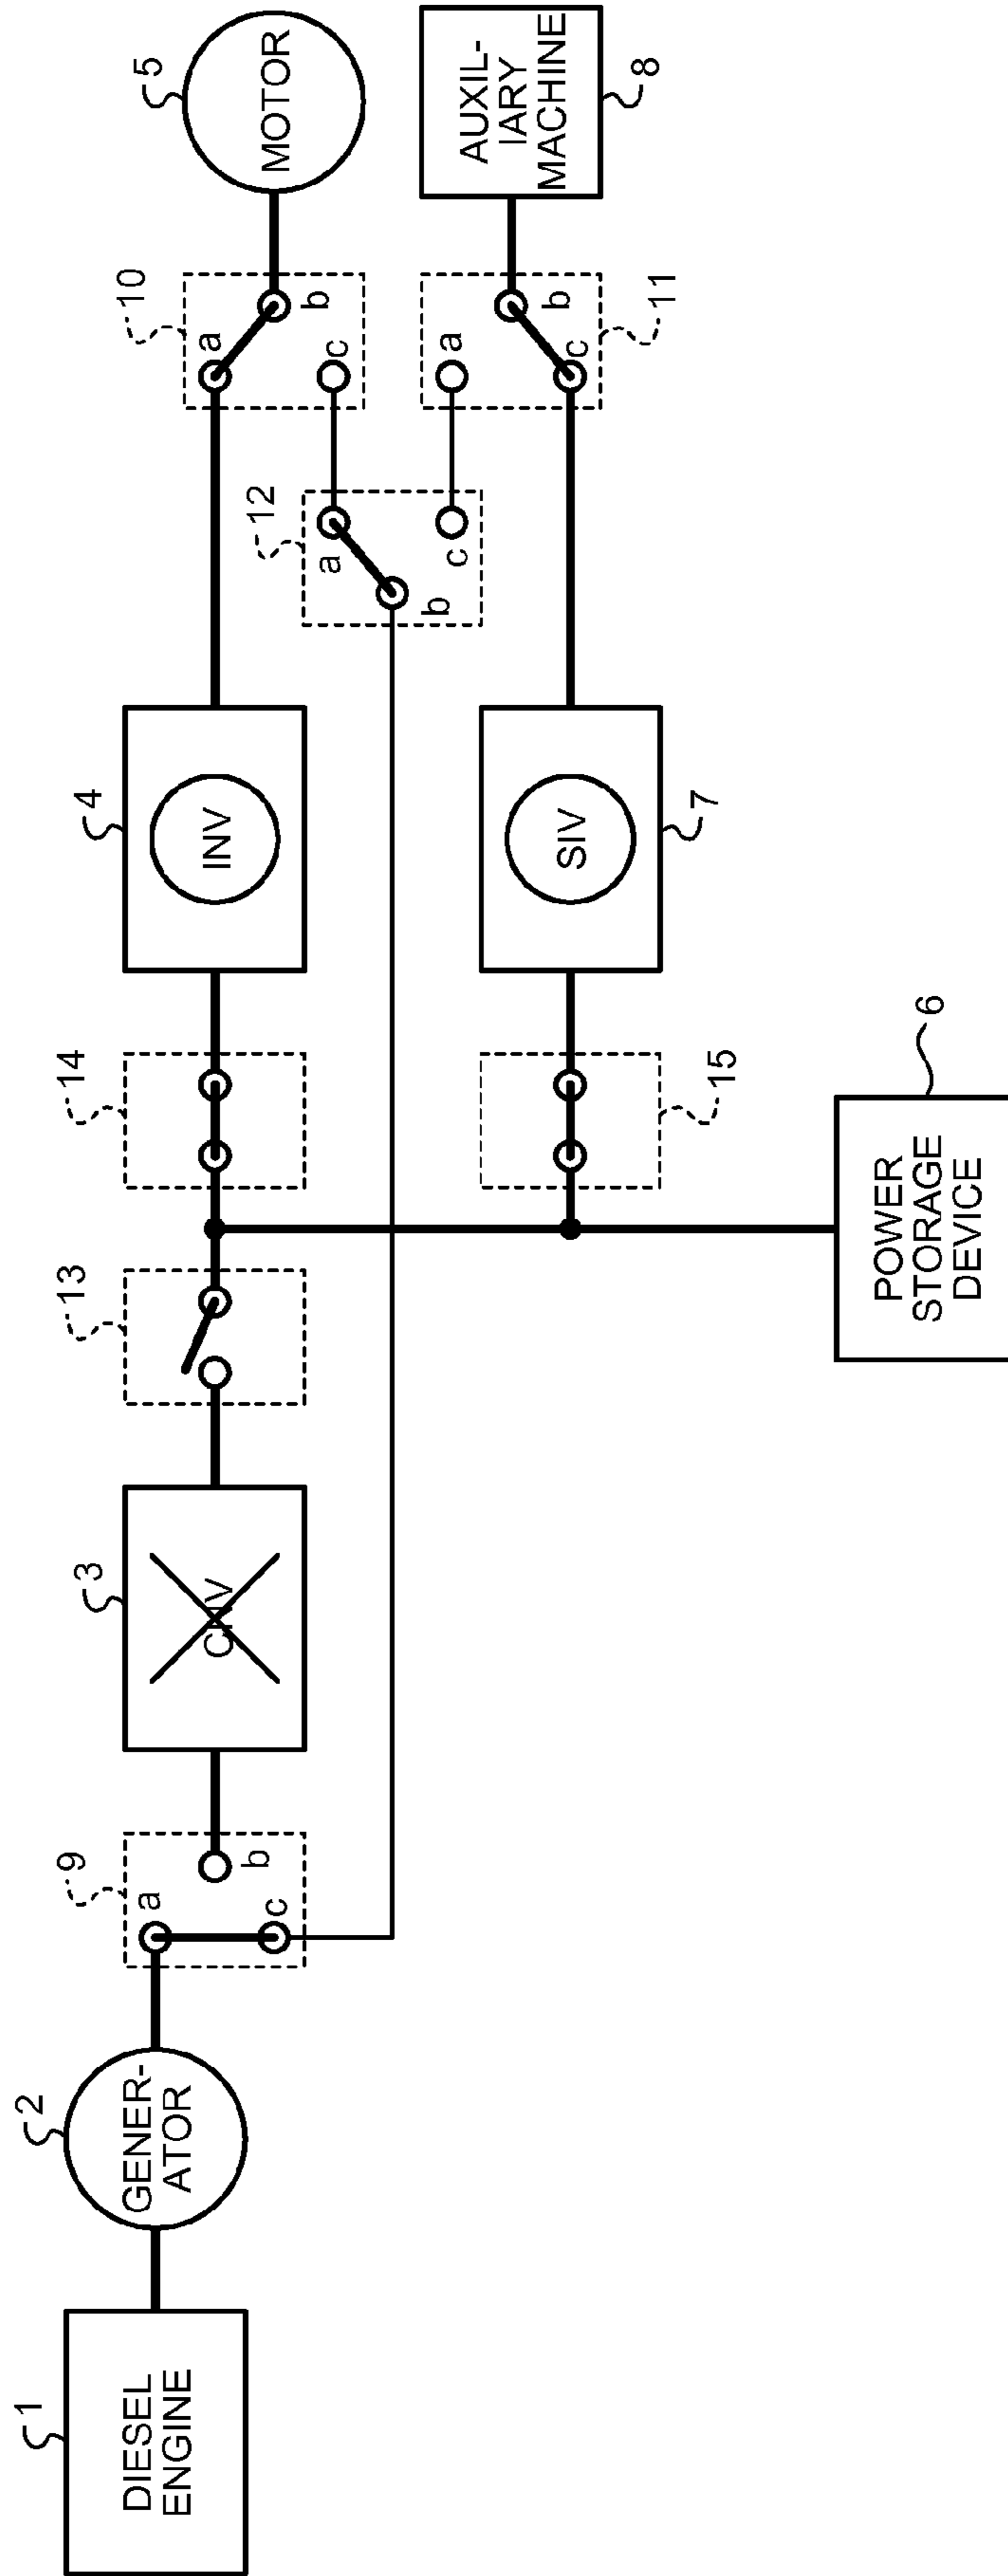 1
DIESEL
ENGINE
2
GENER-
ATOR
9
a
b
c
3
CNV
13
14
4
INV
10
a
b
c
5
MOTOR
12
a
b
c
6
POWER
STORAGE
DEVICE
15
7
SIV
11
a
b
c
8
AUXIL-
IARY
MACHINE